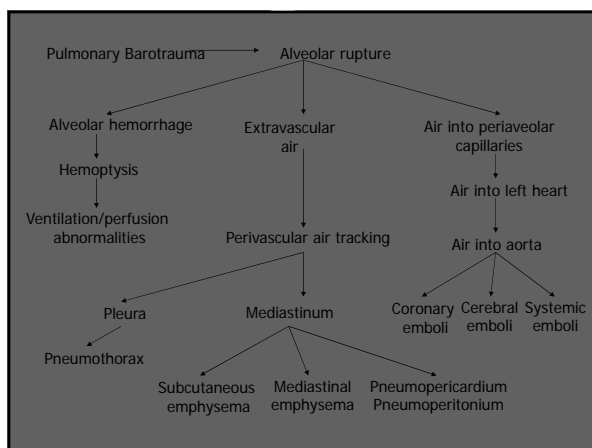 Pulmonary Barotrauma
Alveolar rupture
Alveolar hemorrhage
Extravascular
air
Air into periaveolar
capillaries
Hemoptysis
Air into left heart
Ventilation/perfusion
abnormalities
Perivascular air tracking
Air into aorta
Pleura
Mediastinum
Coronary
emboli
Cerebral
emboli
Systemic
emboli
Pneumothorax
Subcutaneous
emphysema
Mediastinal
emphysema
Pneumopericardium
Pneumoperitonium